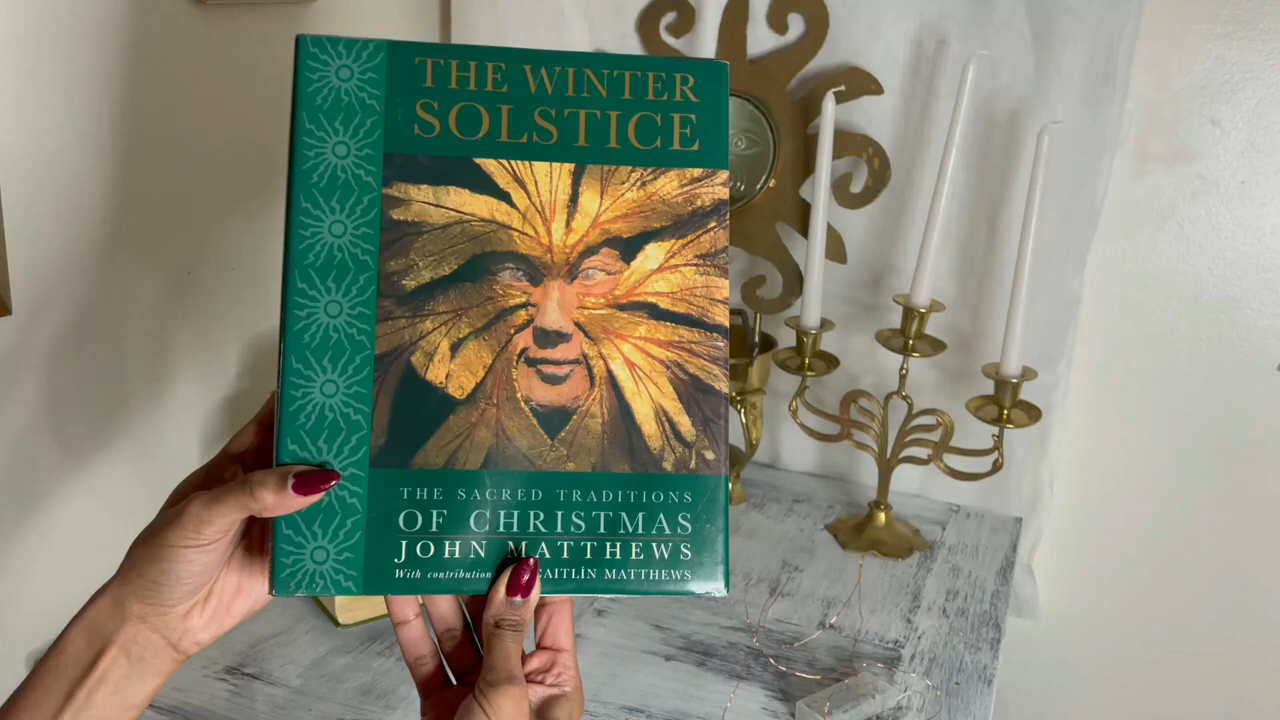 THE WINTER
SOLSTICE
THE SACRED TRADITIONS
OF CHRISTMAS
JOHN MATTHEWS
With contribution CAITLÍN MATTHEWS